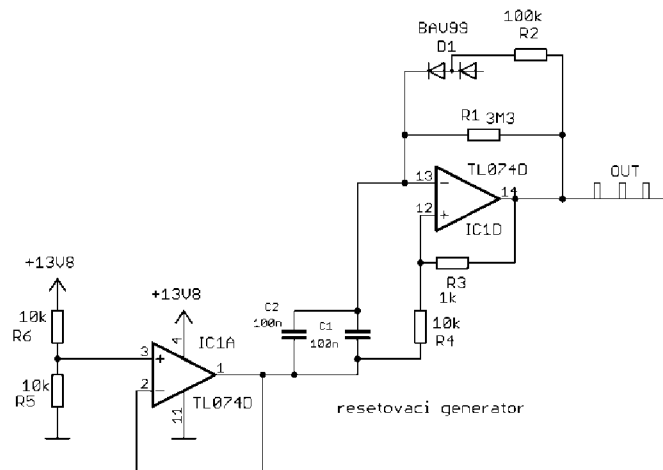 100k
BAV99
R2
D1
R1 3M3
TL074D
13
14
OUT
12
IC1D
+13V8
R3
1k
+13V8
C2
100n
C1
100n
10k
R4
10k
R6
4
IC1A
3
1
10k
R5
2
11
TL074D
resetovaci generator